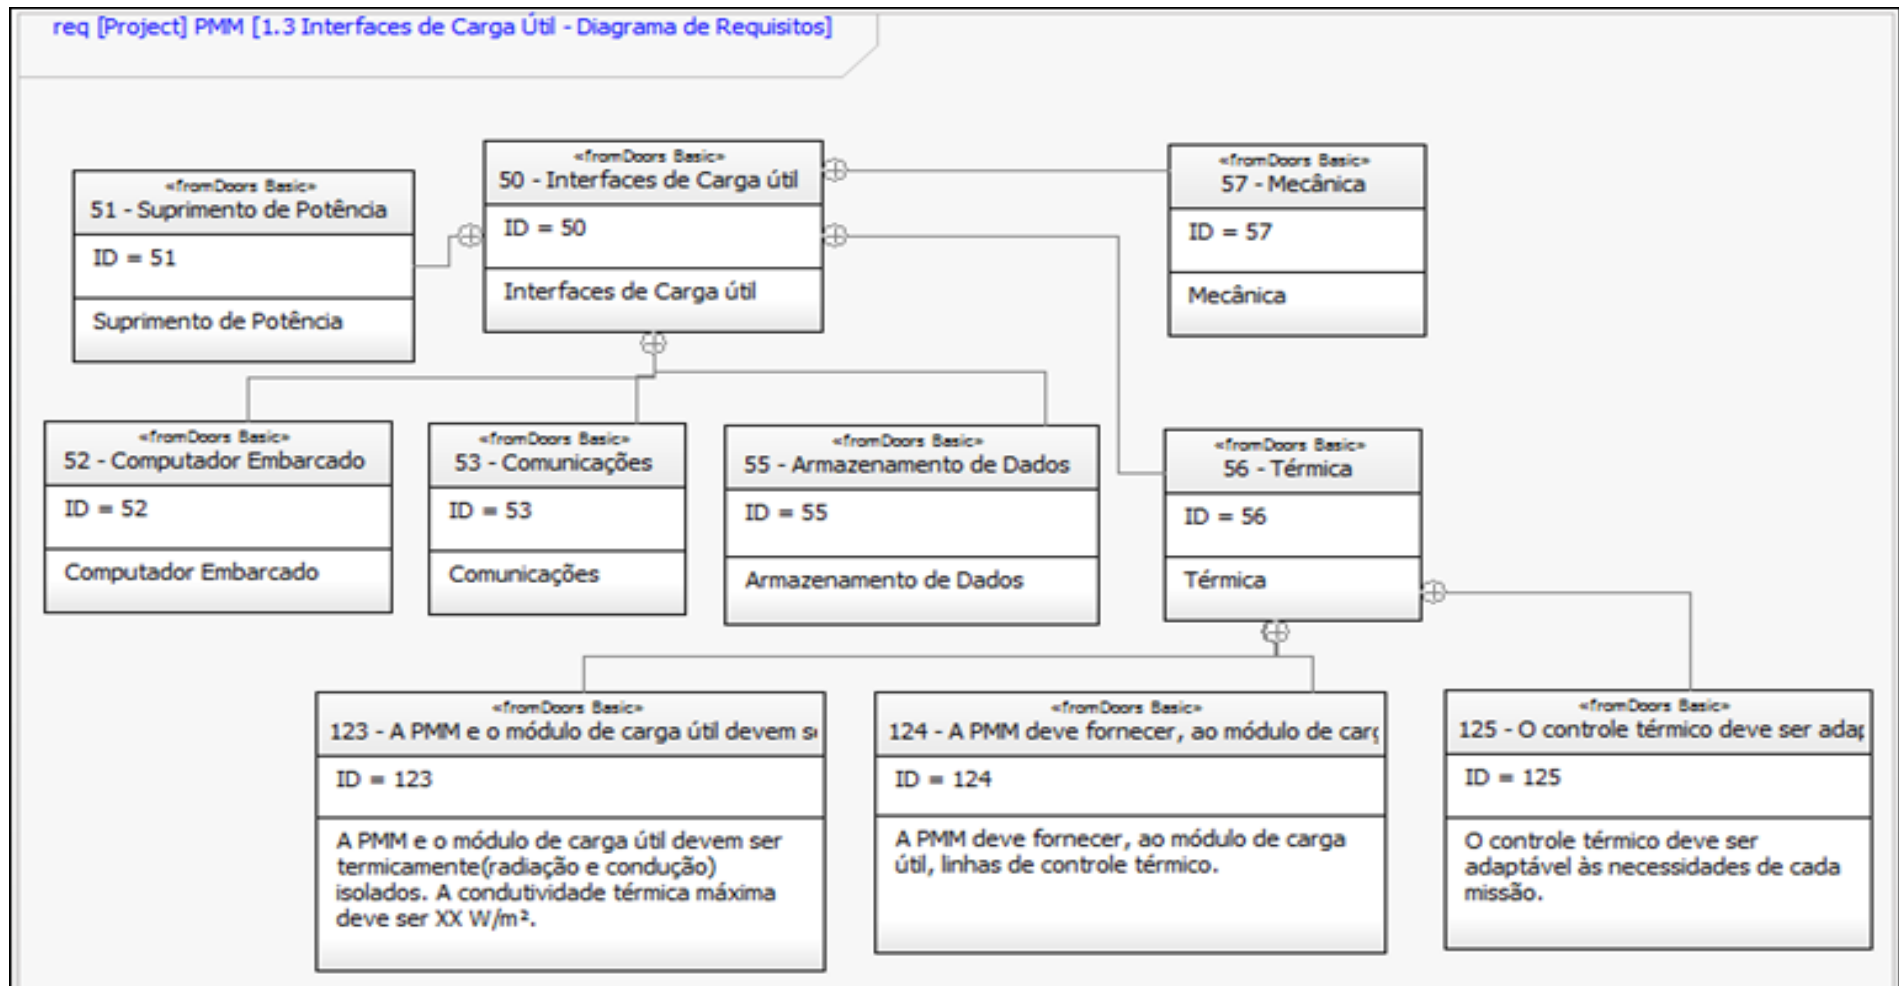 req [Project] PMM [1.3 Interfaces de Carga Útil - Diagrama de Requisitos]
«fromDoors Basic»
51 - Suprimento de Potência
ID = 51
Suprimento de Potência
«fromDoors Basic»
50 - Interfaces de Carga útil
ID = 50
Interfaces de Carga útil
«fromDoors Basic»
57 - Mecânica
ID = 57
Mecânica
«fromDoors Basic»
52 - Computador Embarcado
ID = 52
Computador Embarcado
«fromDoors Basic»
53 - Comunicações
ID = 53
Comunicações
«fromDoors Basic»
55 - Armazenamento de Dados
ID = 55
Armazenamento de Dados
«fromDoors Basic»
56 - Térmica
ID = 56
Térmica
«fromDoors Basic»
123 - A PMM e o módulo de carga útil devem se
ID = 123
A PMM e o módulo de carga útil devem ser
termicamente(radiação e condução)
isolados. A condutividade térmica máxima
deve ser XX W/m².
«fromDoors Basic»
124 - A PMM deve fornecer, ao módulo de carg
ID = 124
A PMM deve fornecer, ao módulo de carga
útil, linhas de controle térmico.
«fromDoors Basic»
125 - O controle térmico deve ser adap
ID = 125
O controle térmico deve ser
adaptável às necessidades de cada
missão.